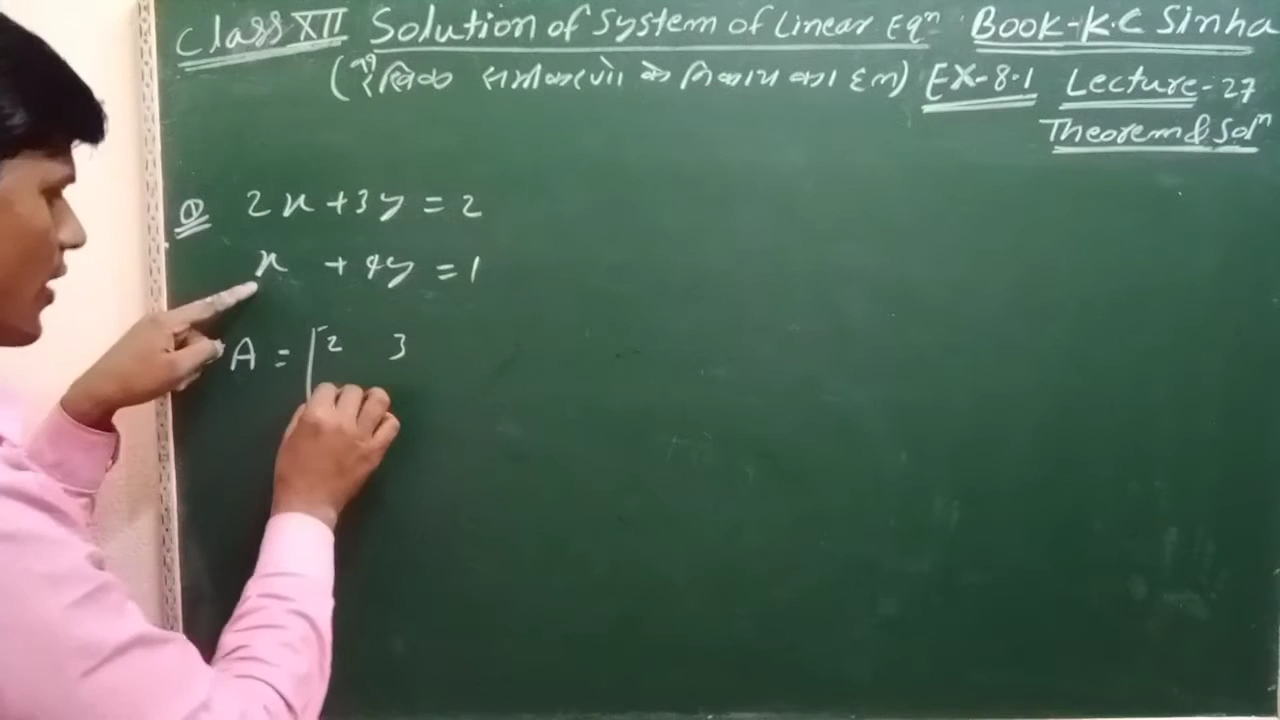 Class XII Solution of System of Linear Eqⁿ Book-K.C Sinha
(रैखिक समीकरणो के निकाय का हल) EX-8.1 Lecture-27
Theorem & Solⁿ
Q 2x + 3y = 2
x + 4y = 1
A = [2 3